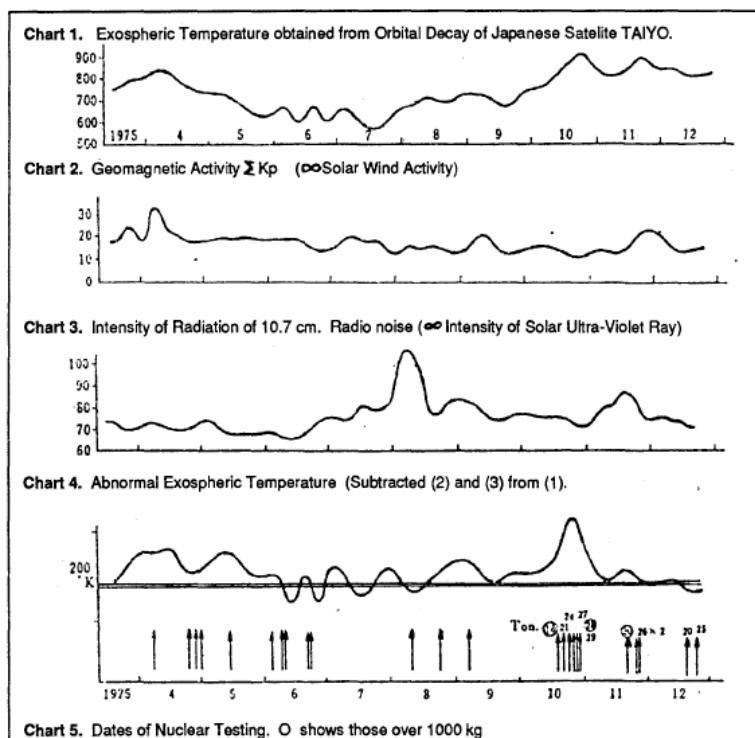 Chart 1. Exospheric Temperature obtained from Orbital Decay of Japanese Satelite TAIYO.
900
800
700
600
500
1975 4 5 6 7 8 9 10 11 12
Chart 2. Geomagnetic Activity ΣKp (∞Solar Wind Activity)
30
20
10
0
Chart 3. Intensity of Radiation of 10.7 cm. Radio noise (∞ Intensity of Solar Ultra-Violet Ray)
100
90
80
70
60
Chart 4. Abnormal Exospheric Temperature (Subtracted (2) and (3) from (1).
200
°K
24 27
Ton. 21 29 26×2 20 25
1975 4 5 6 7 8 9 10 11 12
Chart 5. Dates of Nuclear Testing. O shows those over 1000 kg